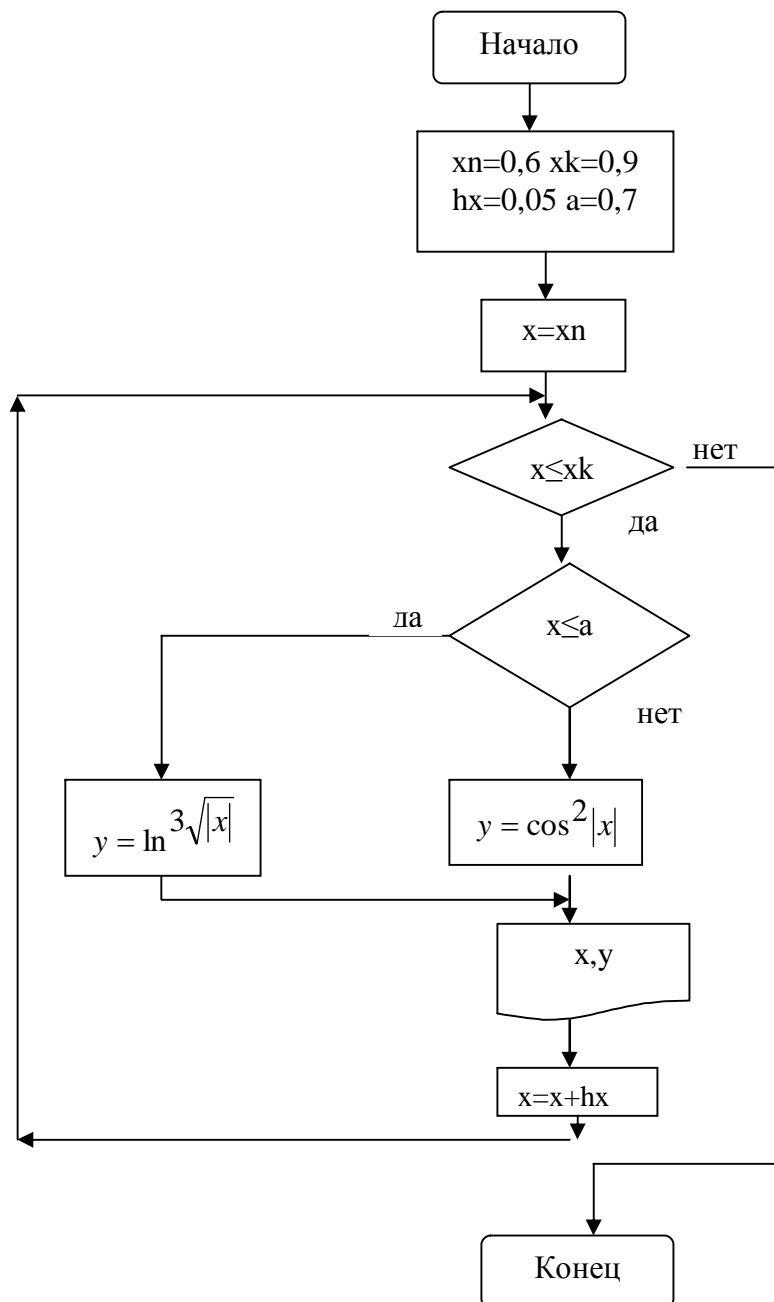 Начало
xn=0,6 xk=0,9
hx=0,05 a=0,7
x=xn
x≤xk
нет
да
x≤a
да
нет
y = ln 3√|x|
y = cos² |x|
x,y
x=x+hx
Конец